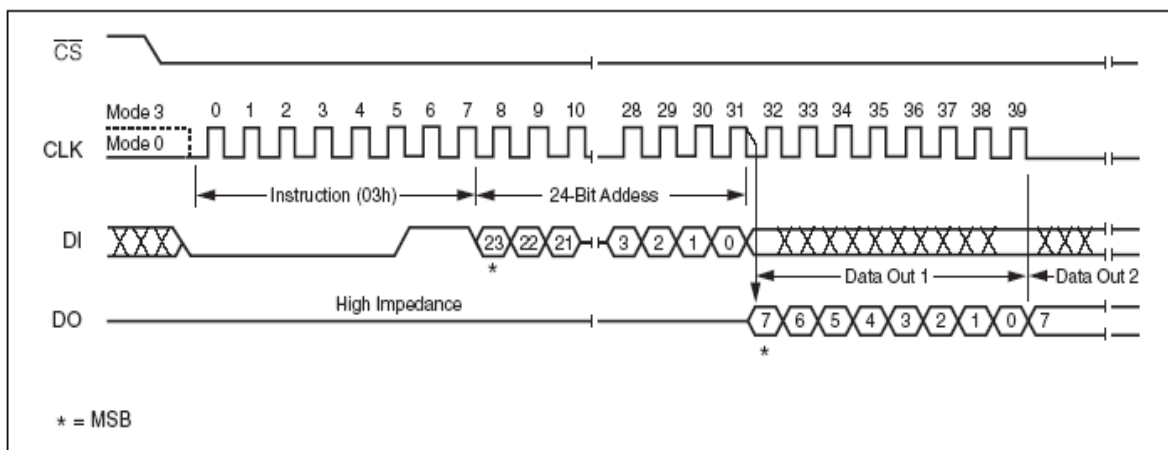 CS
Mode 3 0 1 2 3 4 5 6 7 8 9 10 28 29 30 31 32 33 34 35 36 37 38 39
CLK Mode 0
Instruction (03h) 24-Bit Addess
DI 23 22 21 3 2 1 0
* Data Out 1 Data Out 2
High Impedance
DO 7 6 5 4 3 2 1 0 7
*
* = MSB